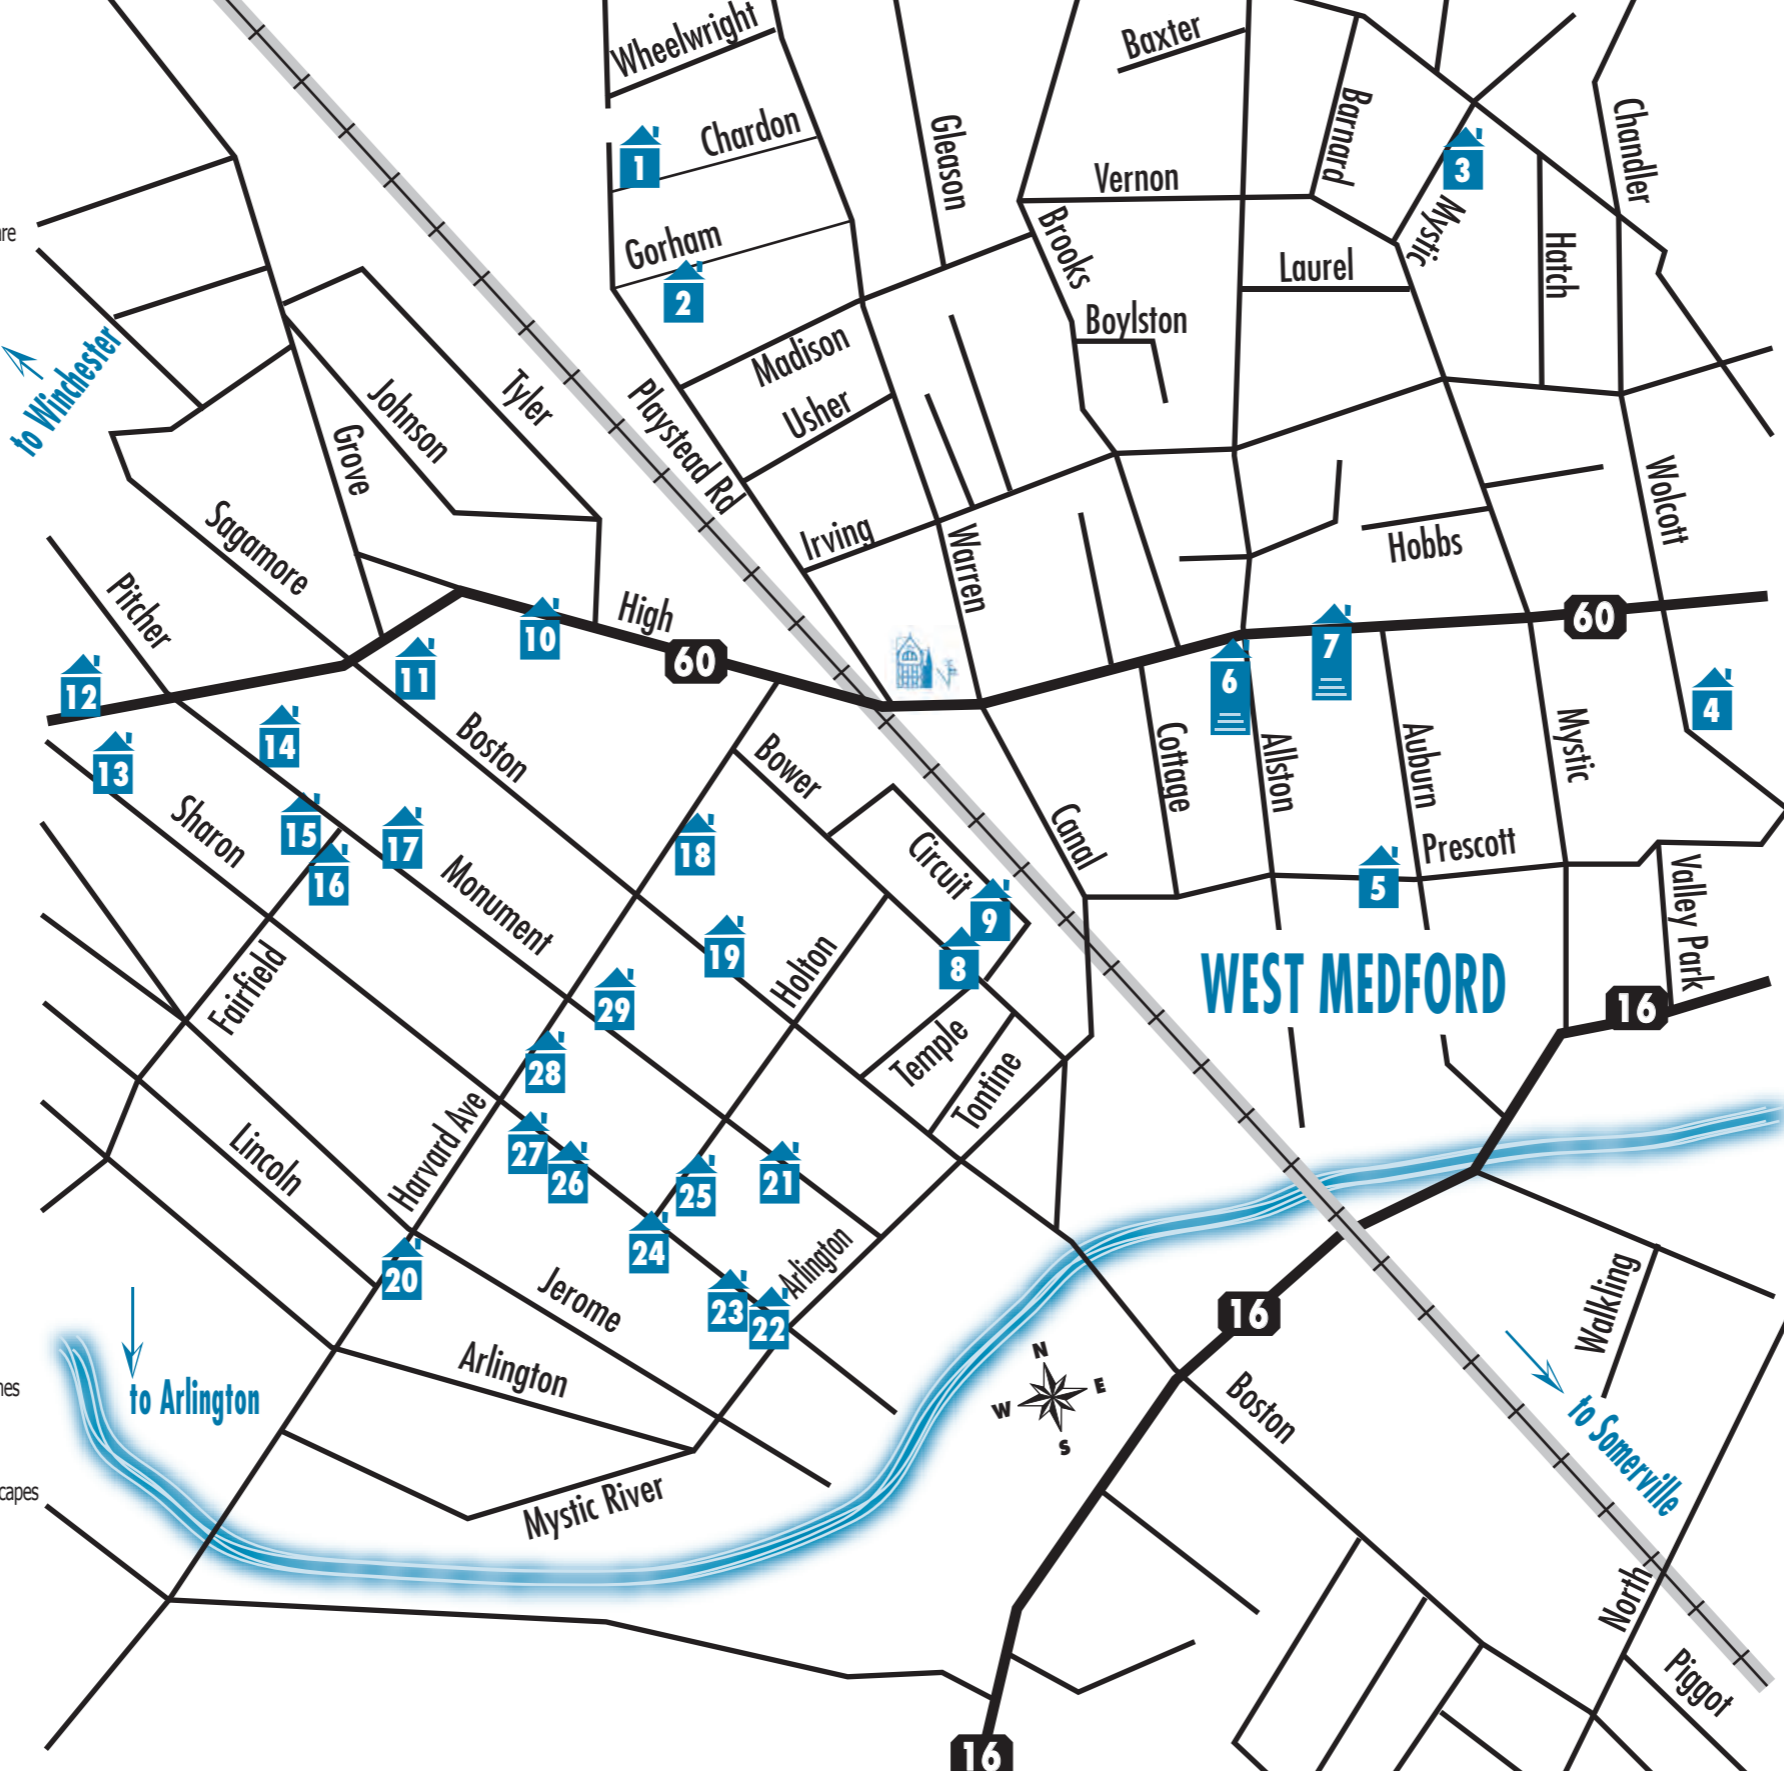 Wheelwright
Baxter
Chardon
Gleason
Barnard
Chandler
1
3
Vernon
Mystic
Gorham
Brooks
Hatch
Laurel
2
Boylston
to Winchester
Madison
Johnson
Tyler
Usher
Playstead Rd
Grove
Sagamore
Irving
Warren
Wolcott
Hobbs
Pitcher
High
60
60
10
11
12
6
7
4
13
14
Boston
Bower
Cottage
Allston
Auburn
Mystic
Sharon
15
17
16
18
Canal
Circuit
Prescott
5
Valley Park
Monument
9
8
19
Holton
WEST MEDFORD
16
Fairfield
29
28
Temple
Tontine
Harvard Ave
Lincoln
27
26
25
21
24
20
Arlington
Jerome
23
22
16
Walkling
N
E
W
S
Arlington
to Arlington
Boston
to Somerville
Mystic River
North
Piggot
16